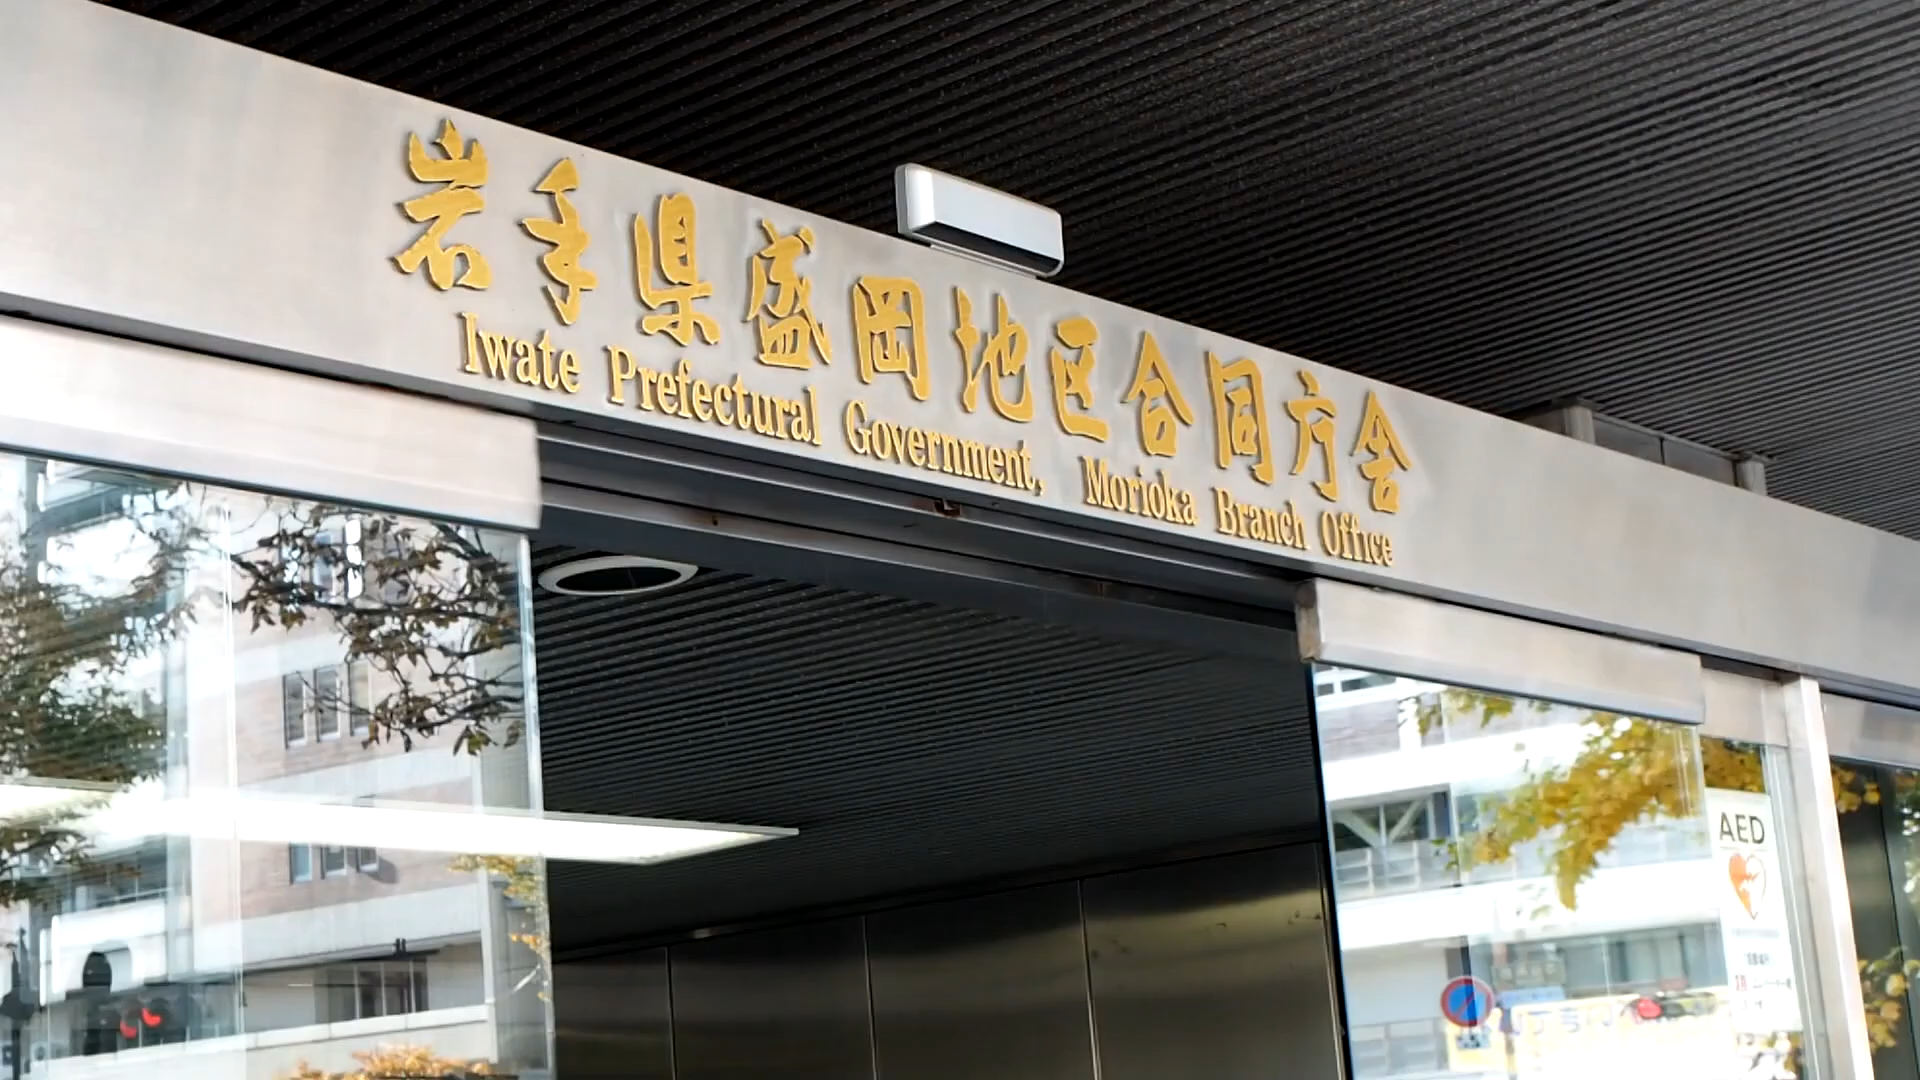 岩手県盛岡地区合同庁舎
Iwate Prefectural Government, Morioka Branch Office
AED